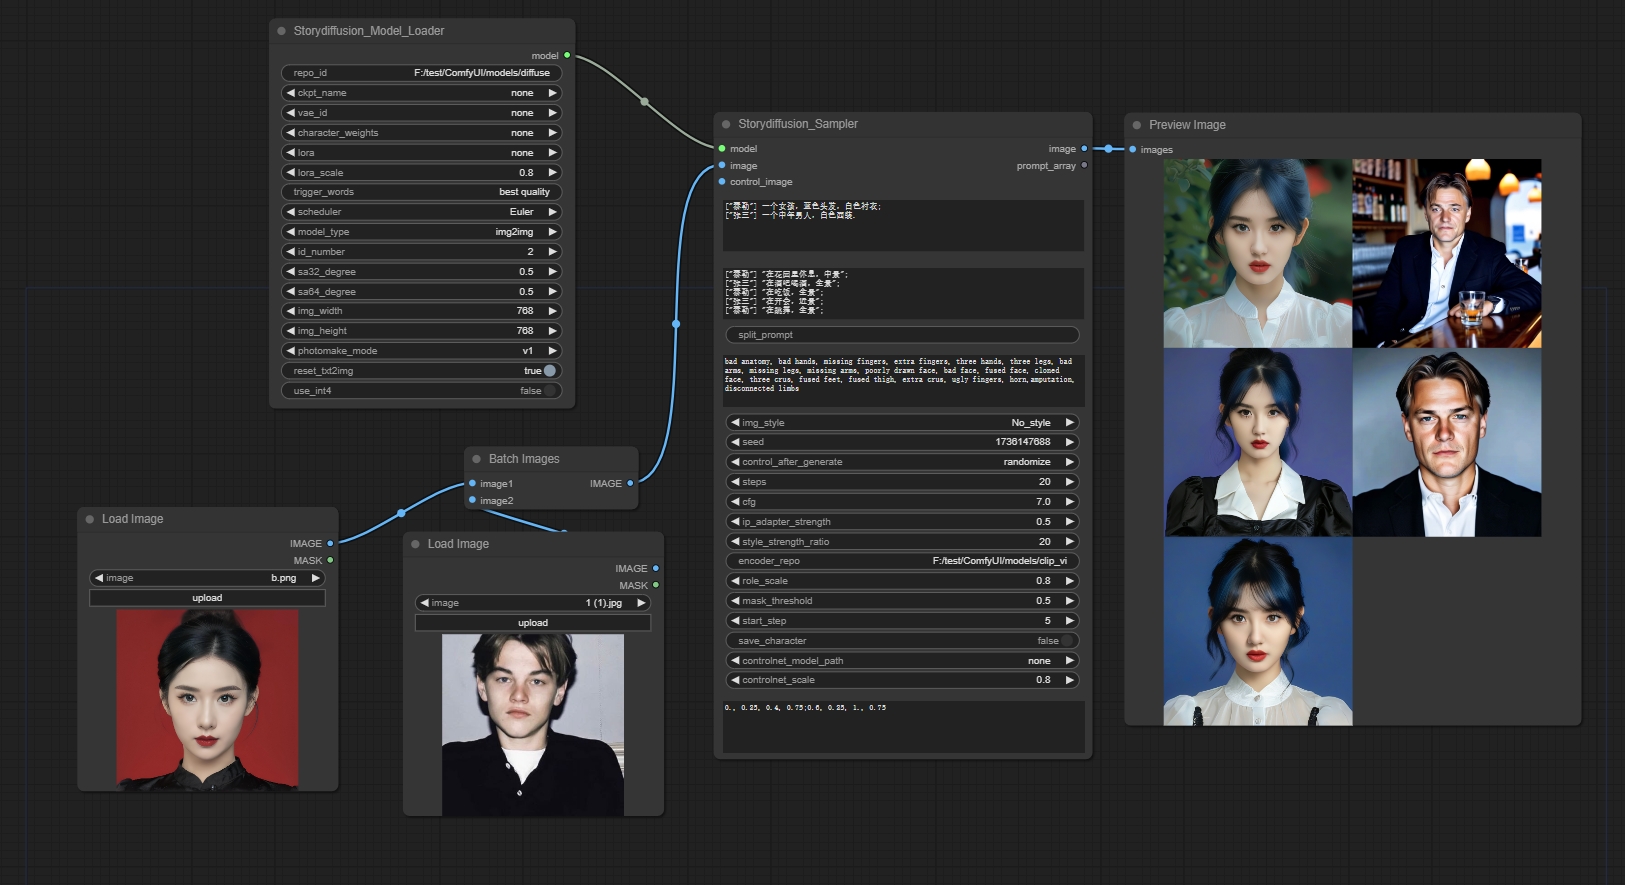 Storydiffusion_Model_Loader
model
repo_id F:/test/ComfyUI/models/diffuse
ckpt_name none
vae_id none
character_weights none
lora none
lora_scale 0.8
trigger_words best quality
scheduler Euler
model_type img2img
id_number 2
sa32_degree 0.5
sa64_degree 0.5
img_width 768
img_height 768
photomake_mode v1
reset_txt2img true
use_int4 false
Batch Images
image1 IMAGE
image2
Load Image
IMAGE
MASK
image b.png
upload
Load Image
IMAGE
MASK
image 1 (1).jpg
upload
Storydiffusion_Sampler
model image
image prompt_array
control_image
["泰勒"] 一个女孩，蓝色头发，白色衬衣;
["张三"] 一个中年男人，白色西装.
["泰勒"] "在花园里休息，中景";
["张三"] "在酒吧喝酒，全景";
["泰勒"] "在吃饭，全景";
["张三"] "在开会，近景";
["泰勒"] "在跳舞，全景";
split_prompt
bad anatomy, bad hands, missing fingers, extra fingers, three hands, three legs, bad
arms, missing legs, missing arms, poorly drawn face, bad face, fused face, cloned
face, three crus, fused feet, fused thigh, extra crus, ugly fingers, horn,amputation,
disconnected limbs
img_style No_style
seed 1736147688
control_after_generate randomize
steps 20
cfg 7.0
ip_adapter_strength 0.5
style_strength_ratio 20
encoder_repo F:/test/ComfyUI/models/clip_vi
role_scale 0.8
mask_threshold 0.5
start_step 5
save_character false
controlnet_model_path none
controlnet_scale 0.8
0., 0.25, 0.4, 0.75;0.6, 0.25, 1., 0.75
Preview Image
images